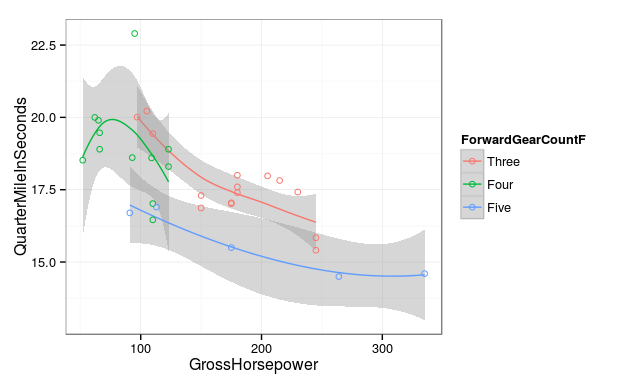 22.5
20.0
17.5
15.0
QuarterMileInSeconds
100
200
300
GrossHorsepower
ForwardGearCountF
Three
Four
Five